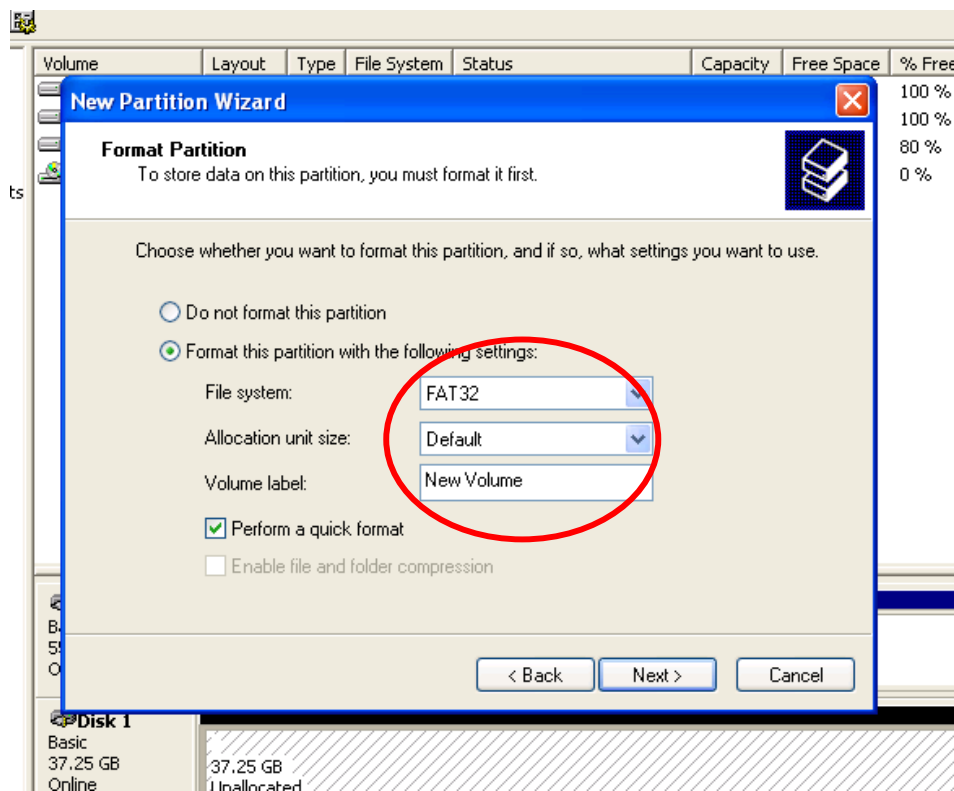 Volume Layout Type File System Status Capacity Free Space % Free
100 %
100 %
80 %
0 %
ts
New Partition Wizard
Format Partition
To store data on this partition, you must format it first.
Choose whether you want to format this partition, and if so, what settings you want to use.
Do not format this partition
Format this partition with the following settings:
File system: FAT32
Allocation unit size: Default
Volume label: New Volume
Perform a quick format
Enable file and folder compression
< Back Next > Cancel
Disk 1
Basic
37.25 GB
Online
37.25 GB
Unallocated